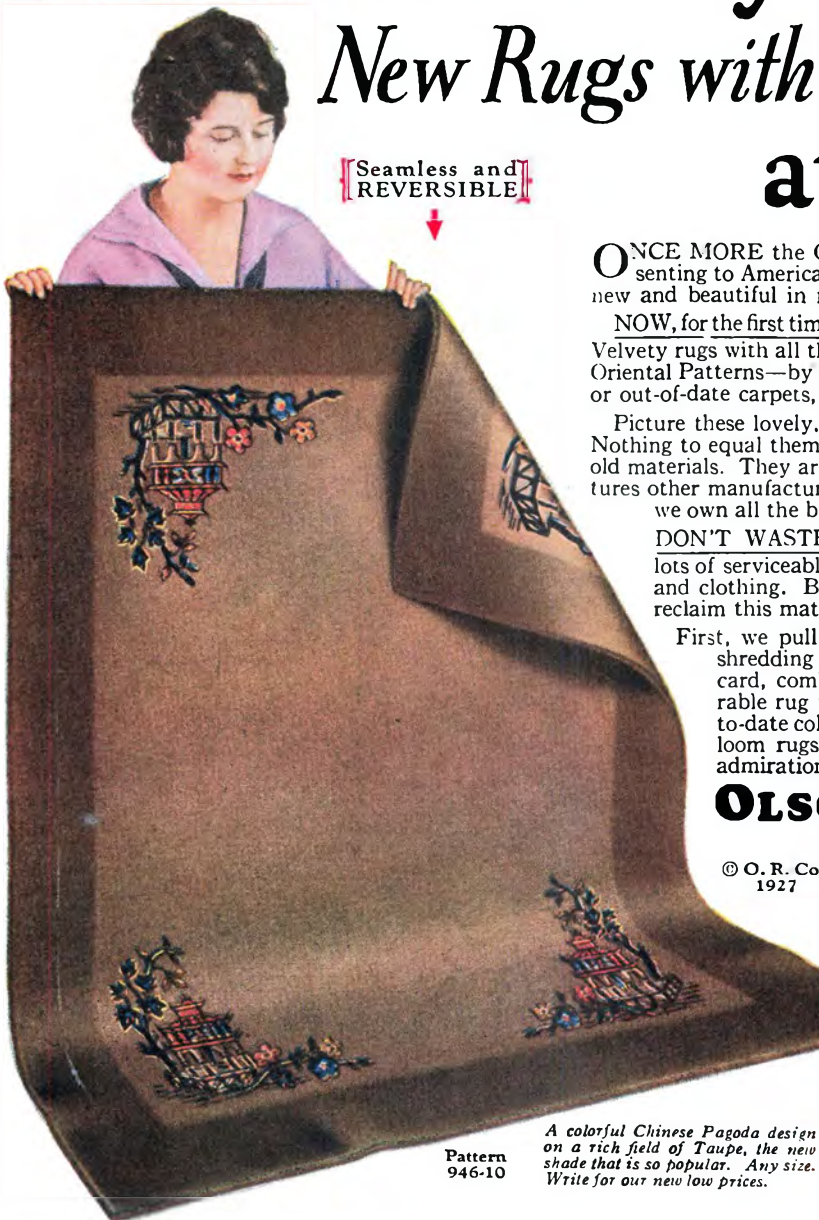 New Rugs with
Seamless and
REVERSIBLE
ONCE MORE the
senting to America
new and beautiful in
NOW, for the first tim
Velvety rugs with all t
Oriental Patterns—by
or out-of-date carpets,
Picture these lovely.
Nothing to equal them
old materials. They ar
tures other manufactur
we own all the b
DON'T WASTE
lots of serviceabl
and clothing. B
reclaim this mat
First, we pull
shredding
card, com
rable rug
to-date col
loom rugs
admiration
OLS
© O. R. Co
1927
Pattern
946-10
A colorful Chinese Pagoda design
on a rich field of Taupe, the new
shade that is so popular. Any size.
Write for our new low prices.